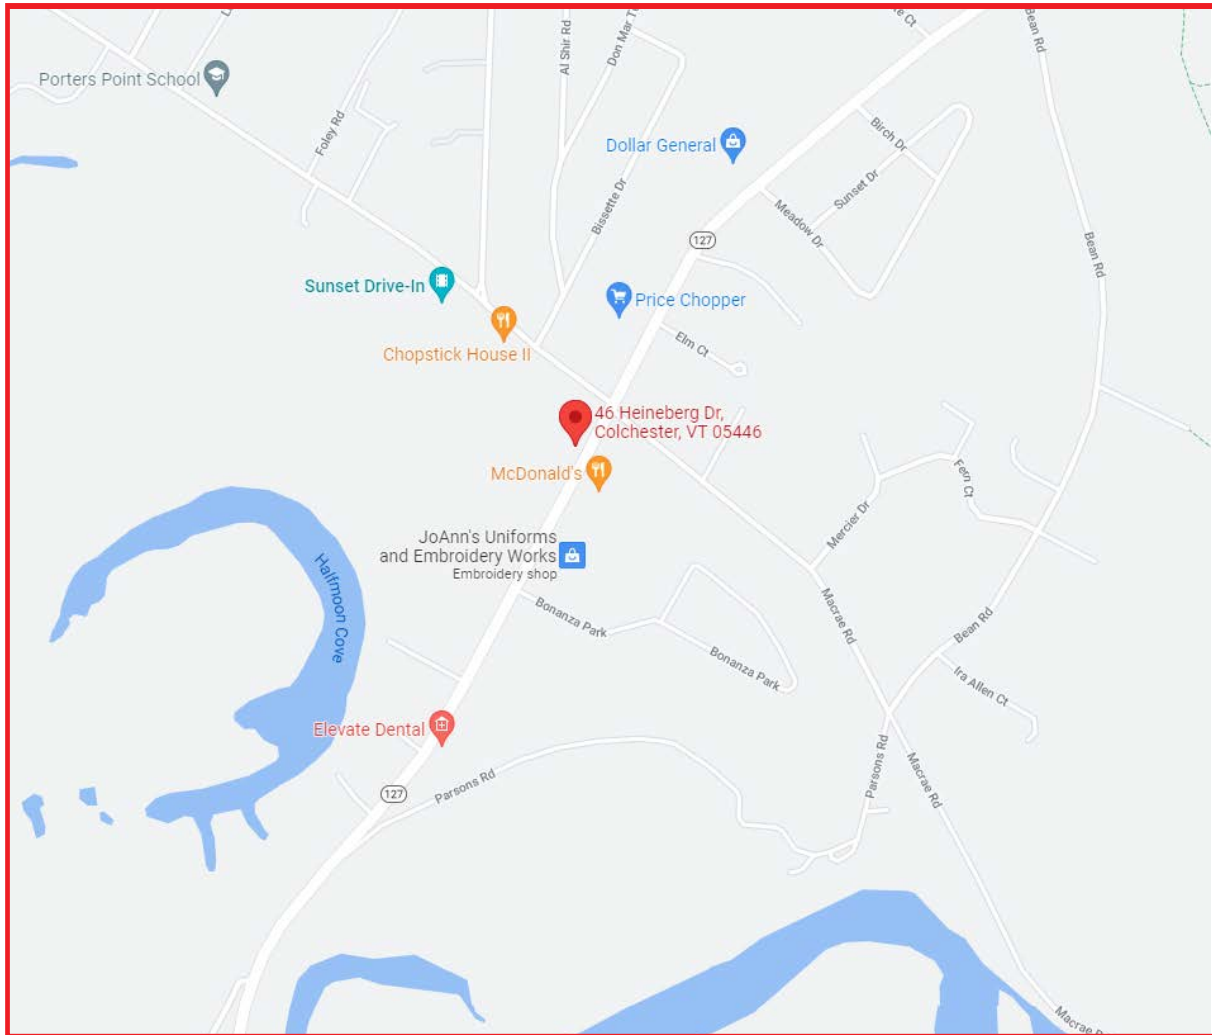 Bean Rd
Al Shir Rd
Don Mar
Porters Point School
Foley Rd
Birch Dr
Dollar General
Sunset Dr
Bissette Dr
Meadow Dr
127
Bean Rd
Sunset Drive-In
Price Chopper
Elm Ct
Chopstick House II
46 Heineberg Dr,
Colchester, VT 05446
McDonald's
Fern Ct
Mercier Dr
JoAnn's Uniforms
and Embroidery Works
Embroidery shop
Halfmoon Cove
Bonanza Park
Macrae Rd
Bean Rd
Bonanza Park
Ira Allen Ct
Elevate Dental
Parsons Rd
Parsons Rd
Macrae Rd
127
Macrae